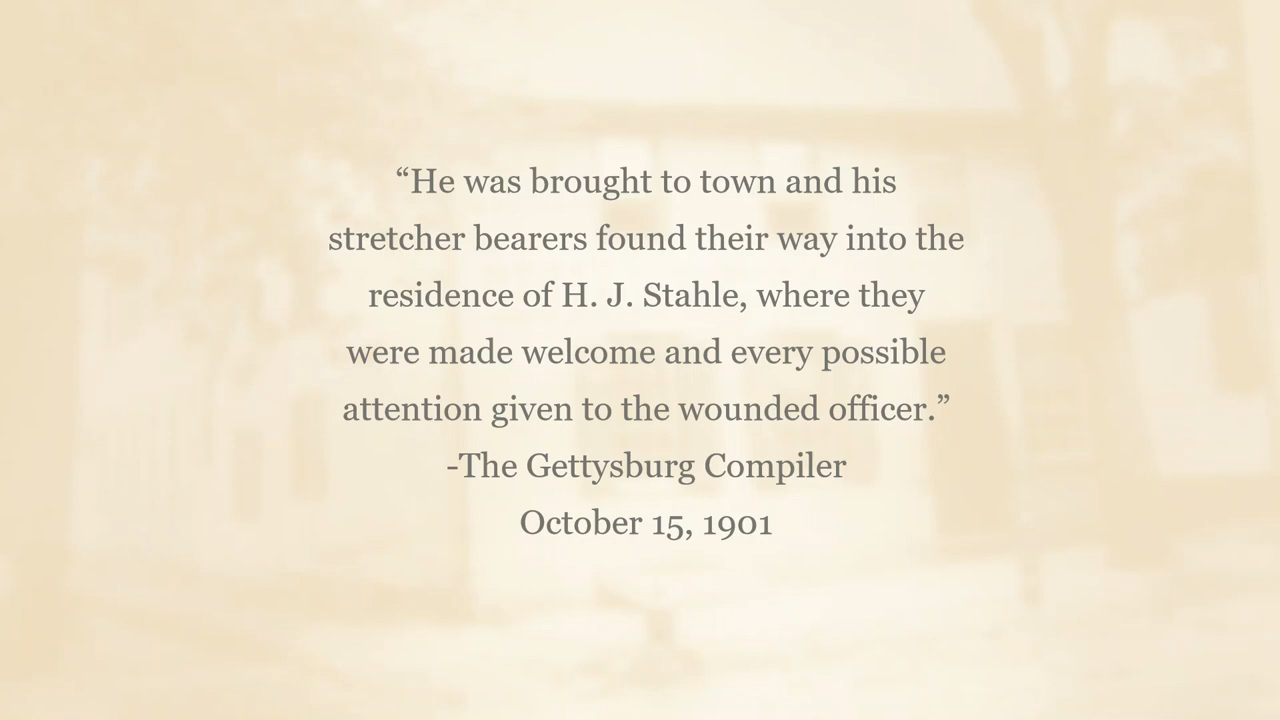 “He was brought to town and his
stretcher bearers found their way into the
residence of H. J. Stahle, where they
were made welcome and every possible
attention given to the wounded officer.”
-The Gettysburg Compiler
October 15, 1901